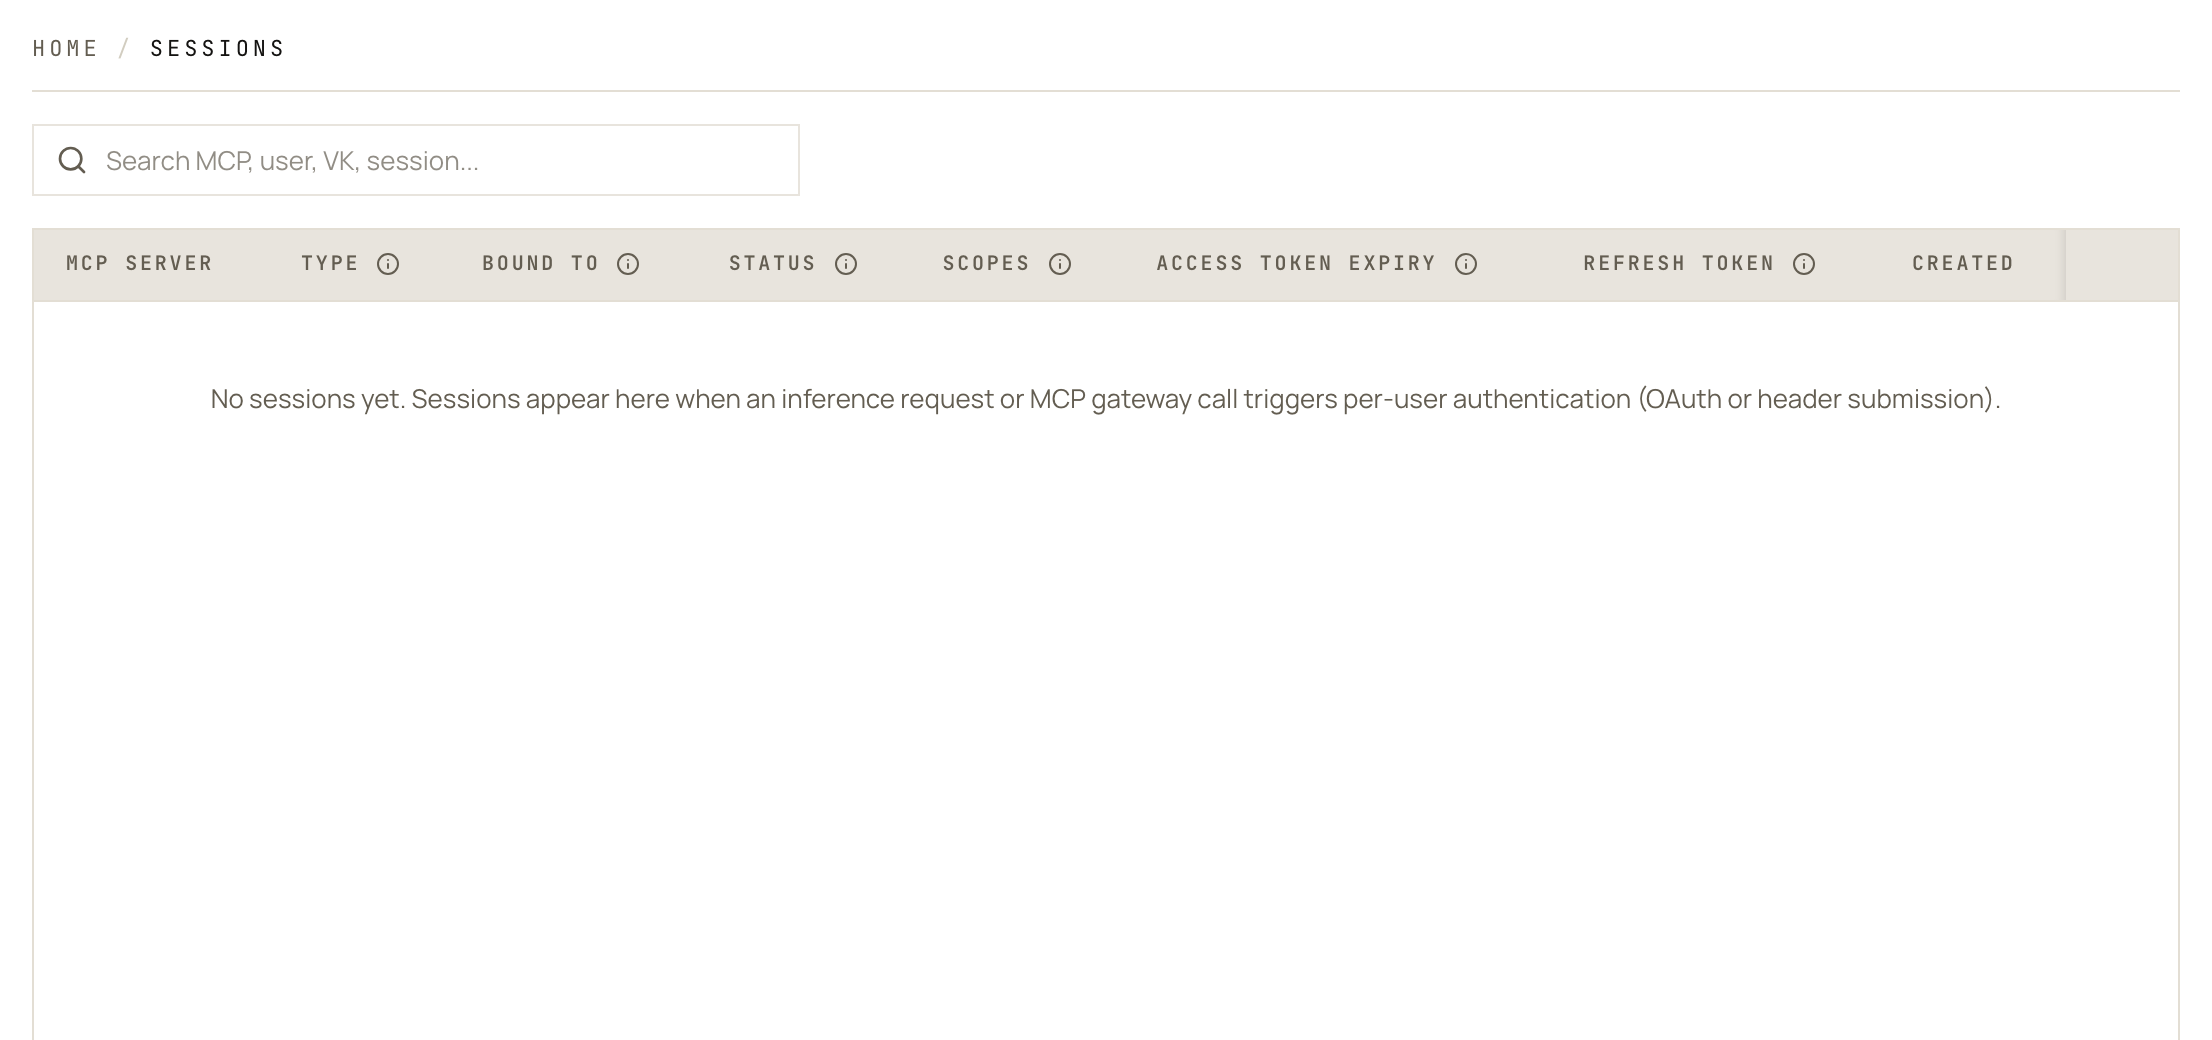 HOME / SESSIONS
Search MCP, user, VK, session...
MCP SERVER TYPE BOUND TO STATUS SCOPES ACCESS TOKEN EXPIRY REFRESH TOKEN CREATED
No sessions yet. Sessions appear here when an inference request or MCP gateway call triggers per-user authentication (OAuth or header submission).